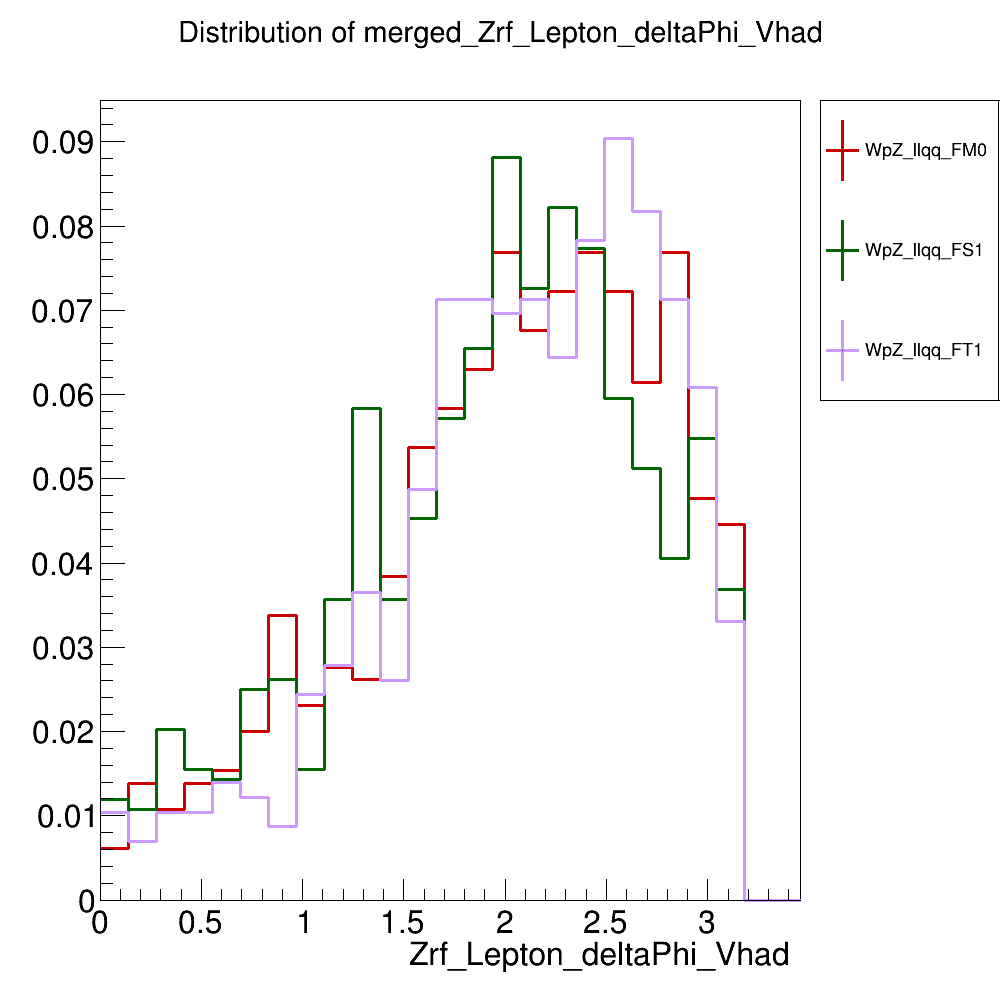 Distribution of merged_Zrf_Lepton_deltaPhi_Vhad
0.09
0.08
0.07
0.06
0.05
0.04
0.03
0.02
0.01
0
0 0.5 1 1.5 2 2.5 3
Zrf_Lepton_deltaPhi_Vhad
WpZ_llqq_FM0
WpZ_llqq_FS1
WpZ_llqq_FT1